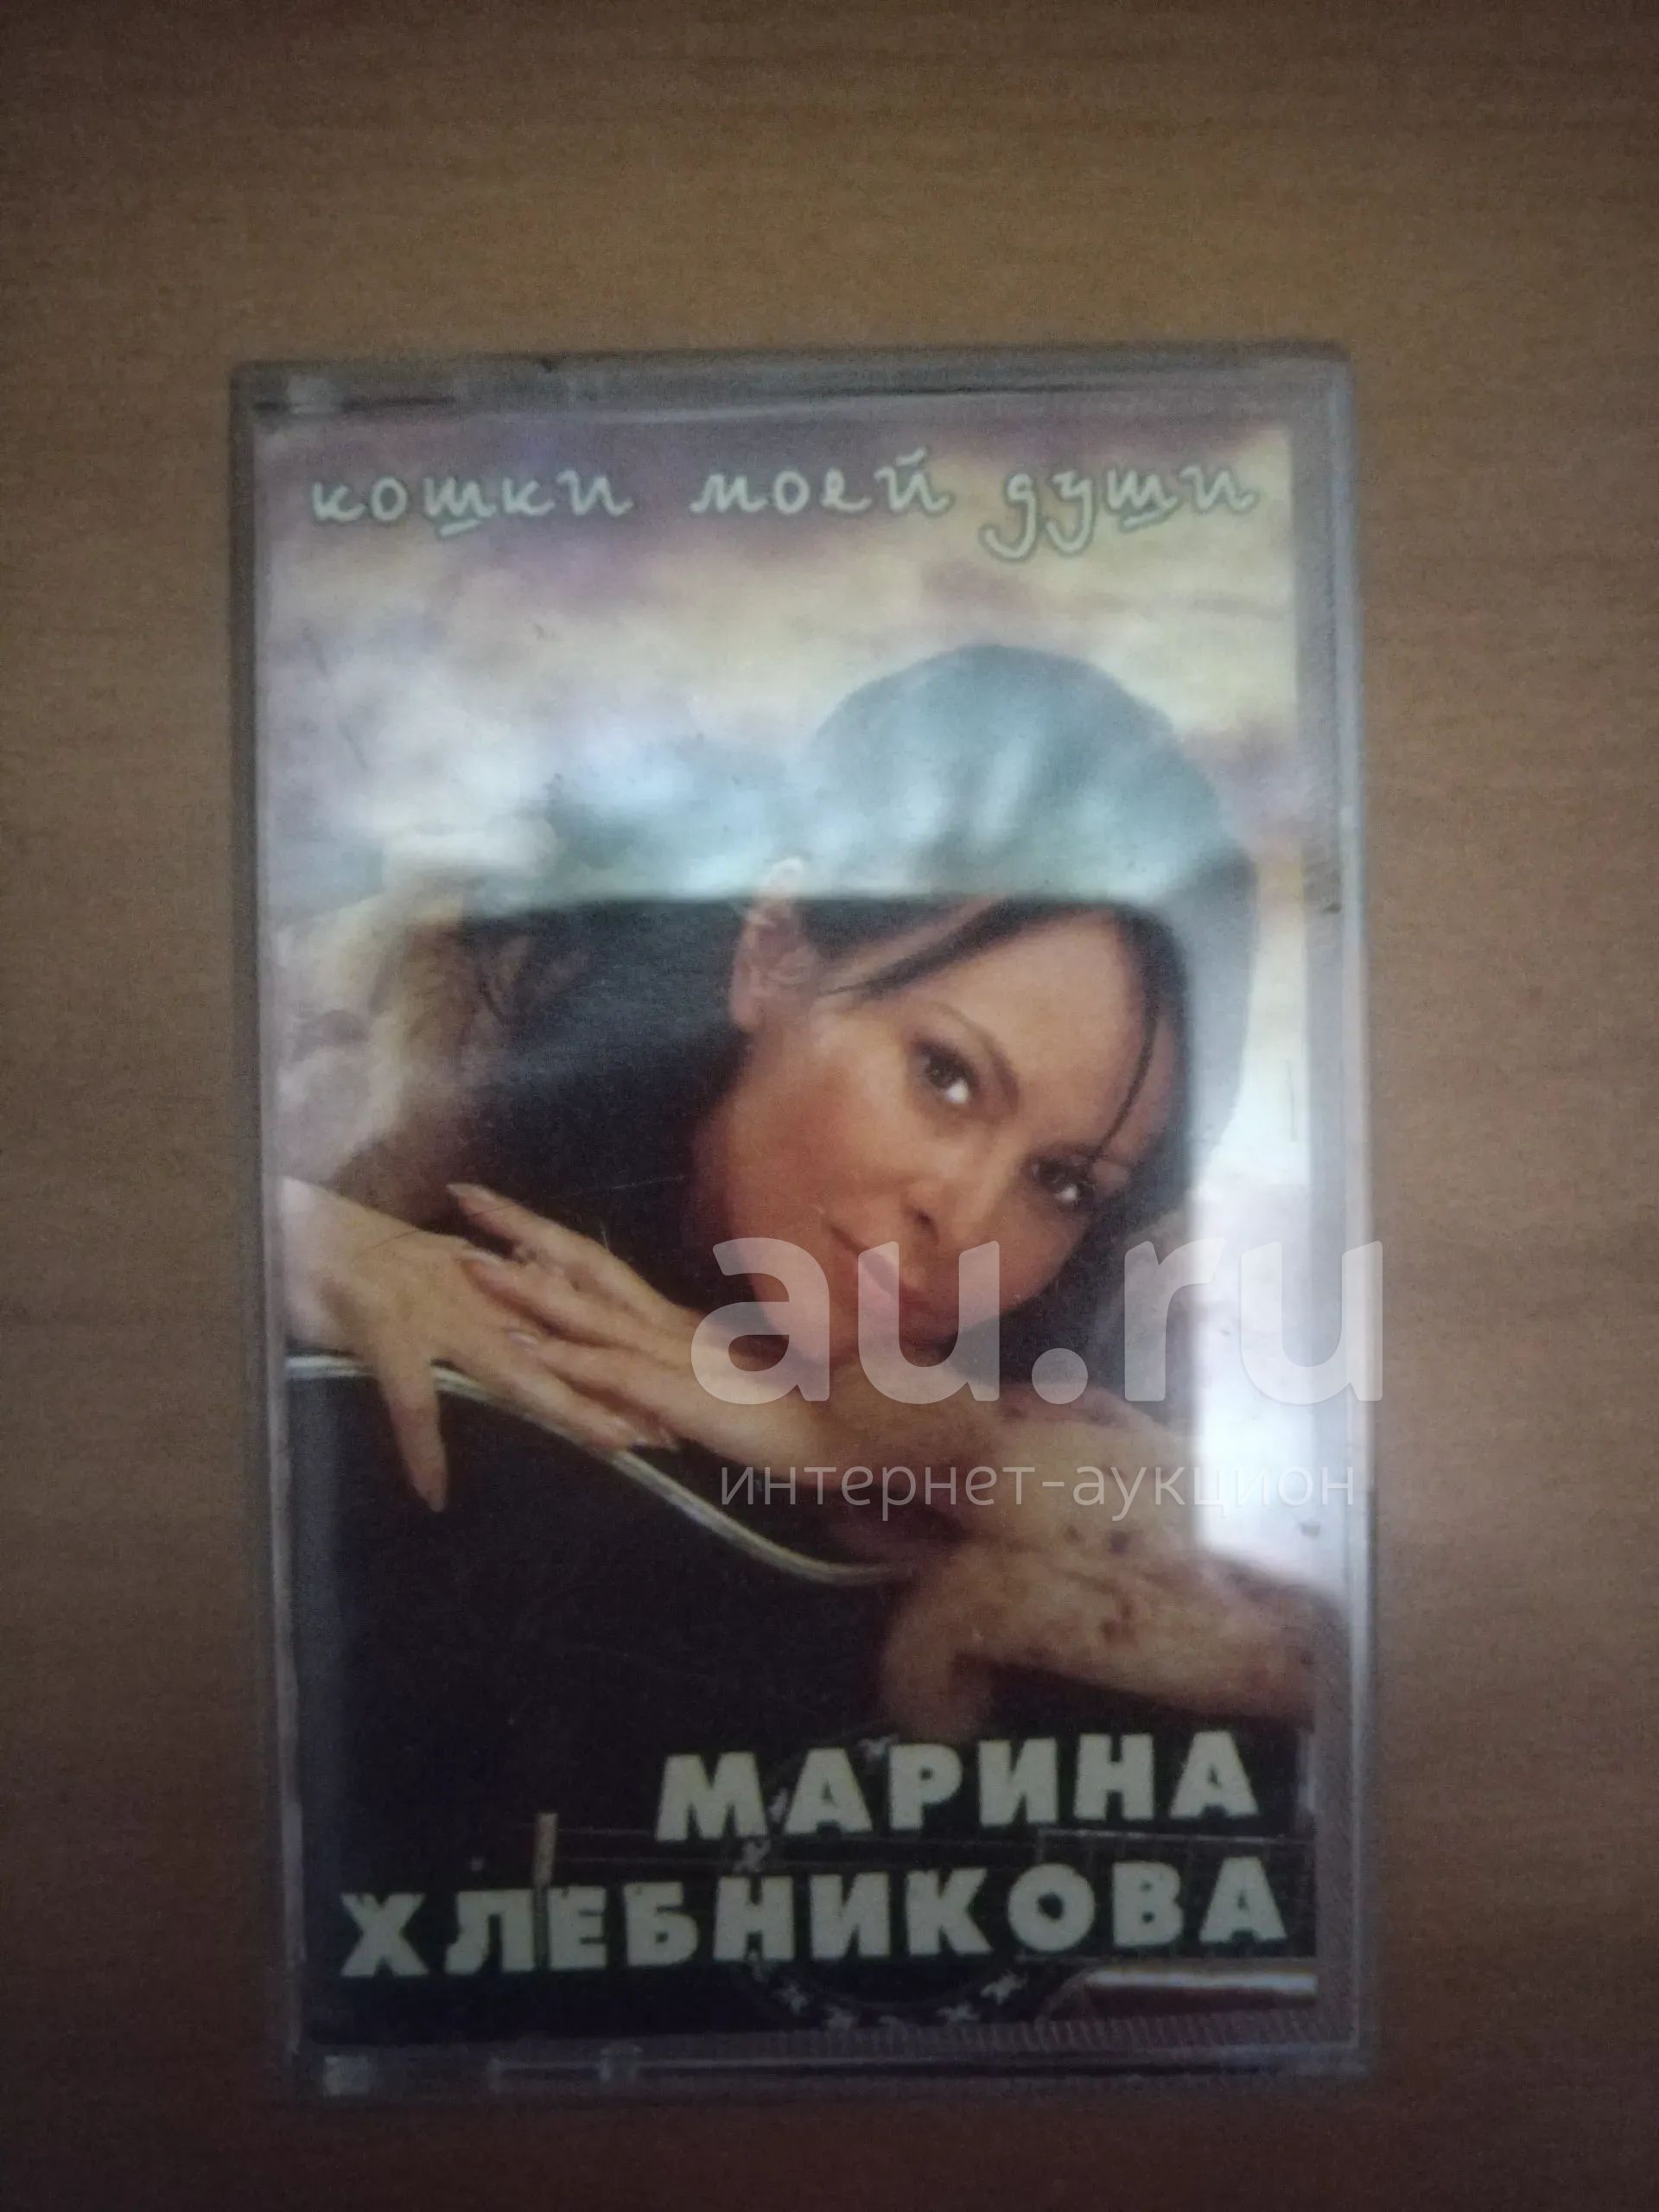 кошки моей души
au.ru
интернет-аукцион
МАРИНА
ХЛЕБНИКОВА